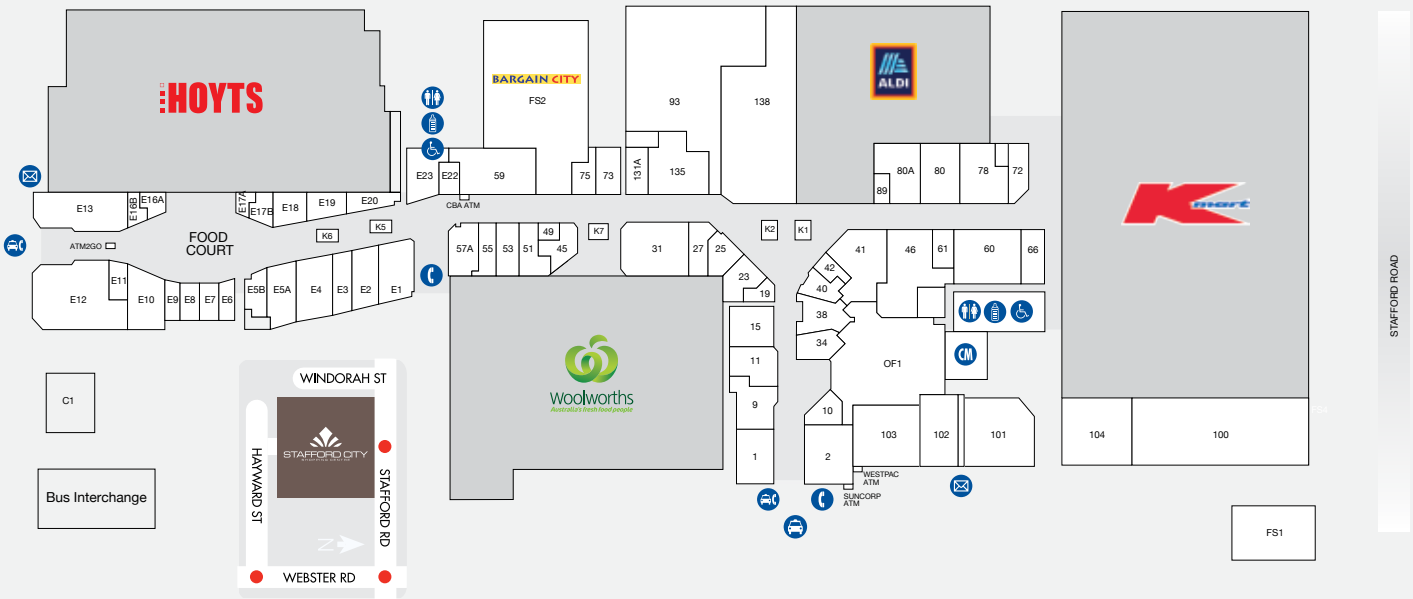 HOYTS
BARGAIN CITY
FS2
93
138
ALDI
Kmart
STAFFORD ROAD
E23
E22
59
75
73
131A
135
89
80A
80
78
72
CBA ATM
E13
E16B
E16A
E17A
E17B
E18
E19
E20
K6
K5
FOOD
COURT
ATM2GO
57A
55
53
51
49
45
K7
31
27
25
23
19
K2
K1
41
42
40
38
34
46
61
60
66
E12
E11
E10
E9
E8
E7
E6
E5B
E5A
E4
E3
E2
E1
15
11
9
1
OF1
CM
10
2
103
102
101
104
100
Woolworths
Australia's fresh food people
WESTPAC
ATM
SUNCORP
ATM
C1
Bus Interchange
WINDORAH ST
HAYWARD ST
STAFFORD CITY
SHOPPING CENTRE
STAFFORD RD
Z
WEBSTER RD
FS1